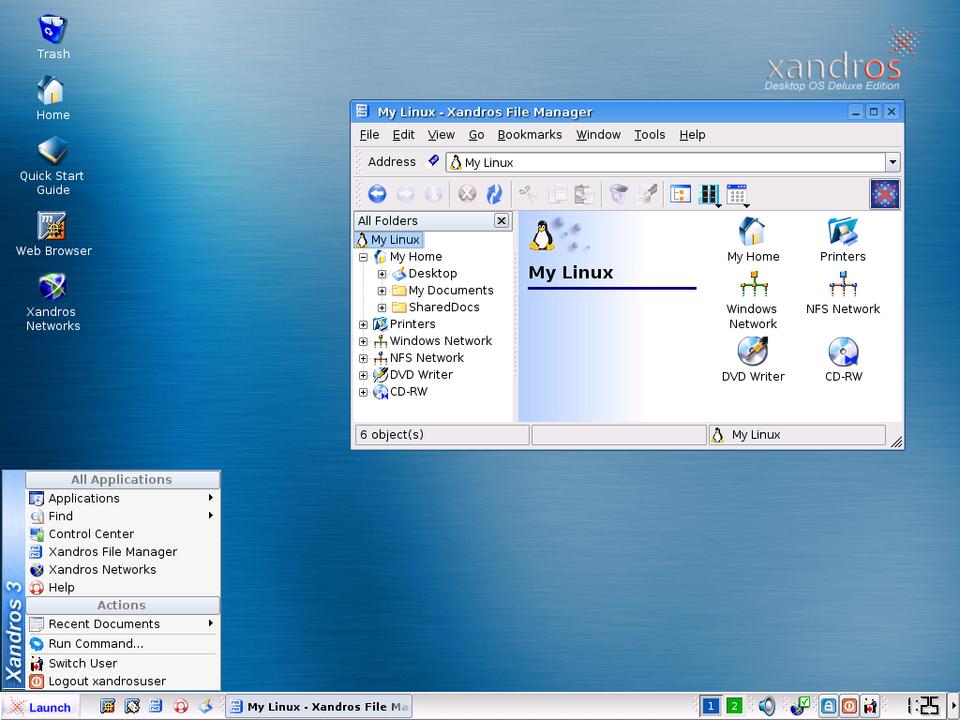 Trash
Home
Quick Start
Guide
Web Browser
Xandros
Networks
xandros
Desktop OS Deluxe Edition
My Linux - Xandros File Manager
File Edit View Go Bookmarks Window Tools Help
Address My Linux
All Folders
My Linux
My Home
Desktop
My Documents
SharedDocs
Printers
Windows Network
NFS Network
DVD Writer
CD-RW
My Linux
My Home Printers
Windows
Network
NFS Network
DVD Writer CD-RW
6 object(s) My Linux
Xandros 3
All Applications
Applications
Find
Control Center
Xandros File Manager
Xandros Networks
Help
Actions
Recent Documents
Run Command...
Switch User
Logout xandrosuser
Launch My Linux - Xandros File Ma 1 2 1:25